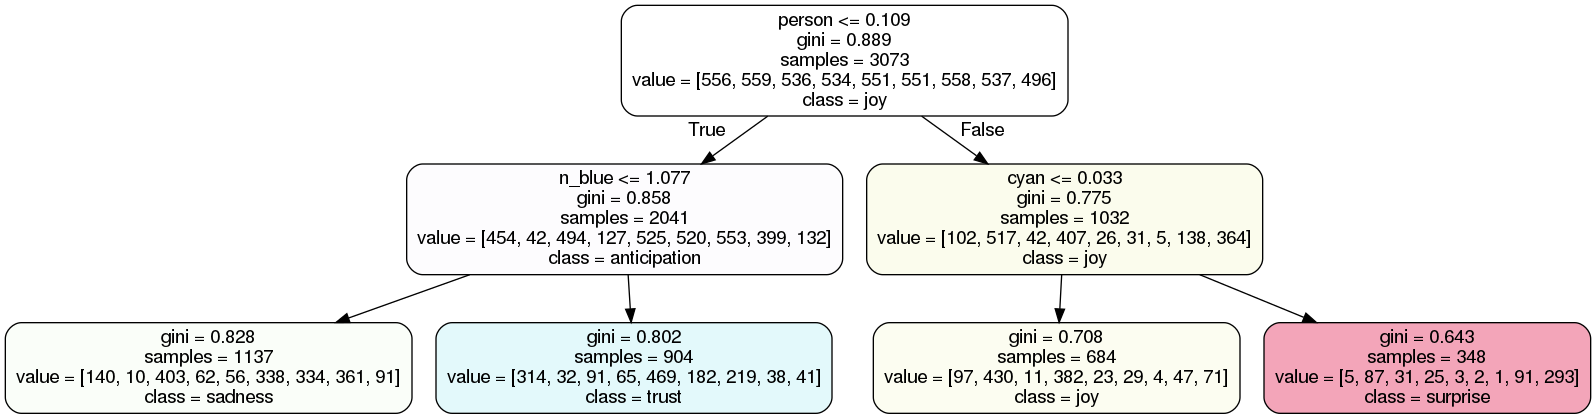 person <= 0.109
gini = 0.889
samples = 3073
value = [556, 559, 536, 534, 551, 551, 558, 537, 496]
class = joy
True
False
n_blue <= 1.077
gini = 0.858
samples = 2041
value = [454, 42, 494, 127, 525, 520, 553, 399, 132]
class = anticipation
cyan <= 0.033
gini = 0.775
samples = 1032
value = [102, 517, 42, 407, 26, 31, 5, 138, 364]
class = joy
gini = 0.828
samples = 1137
value = [140, 10, 403, 62, 56, 338, 334, 361, 91]
class = sadness
gini = 0.802
samples = 904
value = [314, 32, 91, 65, 469, 182, 219, 38, 41]
class = trust
gini = 0.708
samples = 684
value = [97, 430, 11, 382, 23, 29, 4, 47, 71]
class = joy
gini = 0.643
samples = 348
value = [5, 87, 31, 25, 3, 2, 1, 91, 293]
class = surprise